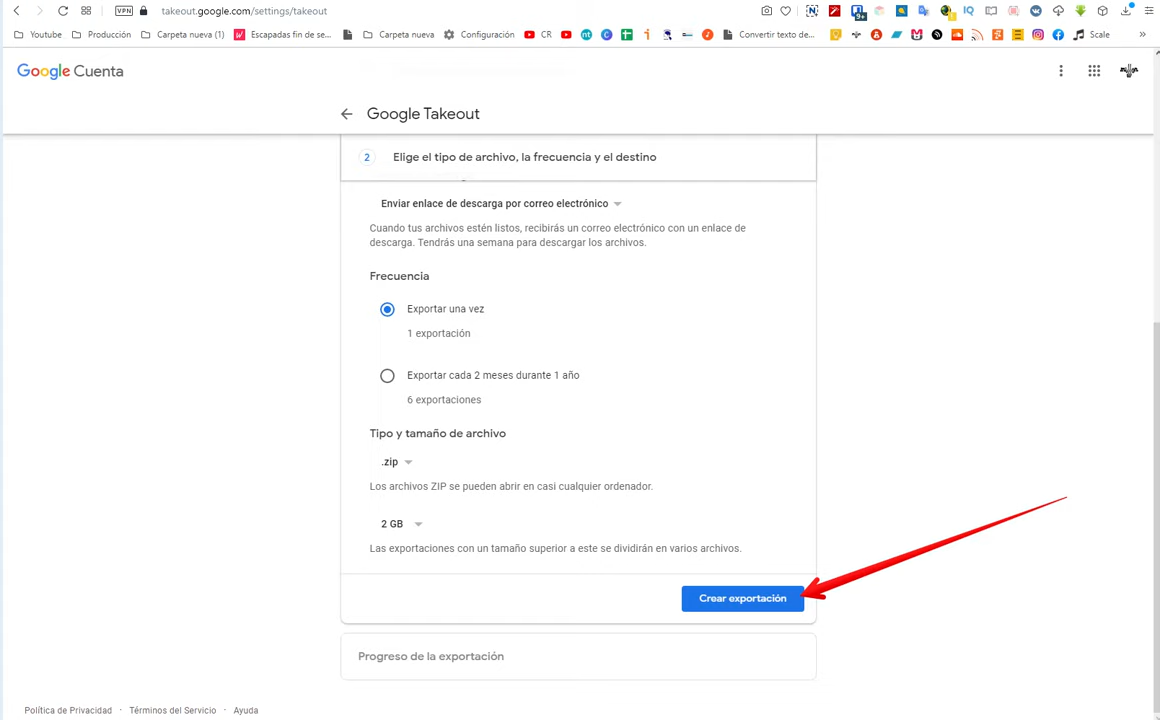 VPN takeout.google.com/settings/takeout
9+
Youtube Producción Carpeta nueva (1) Escapadas fin de se... Carpeta nueva Configuración CR nt Convertir texto de... Scale »
Google Cuenta
Google Takeout
2 Elige el tipo de archivo, la frecuencia y el destino
Enviar enlace de descarga por correo electrónico
Cuando tus archivos estén listos, recibirás un correo electrónico con un enlace de
descarga. Tendrás una semana para descargar los archivos.
Frecuencia
Exportar una vez
1 exportación
Exportar cada 2 meses durante 1 año
6 exportaciones
Tipo y tamaño de archivo
.zip
Los archivos ZIP se pueden abrir en casi cualquier ordenador.
2 GB
Las exportaciones con un tamaño superior a este se dividirán en varios archivos.
Crear exportación
Progreso de la exportación
Política de Privacidad · Términos del Servicio · Ayuda